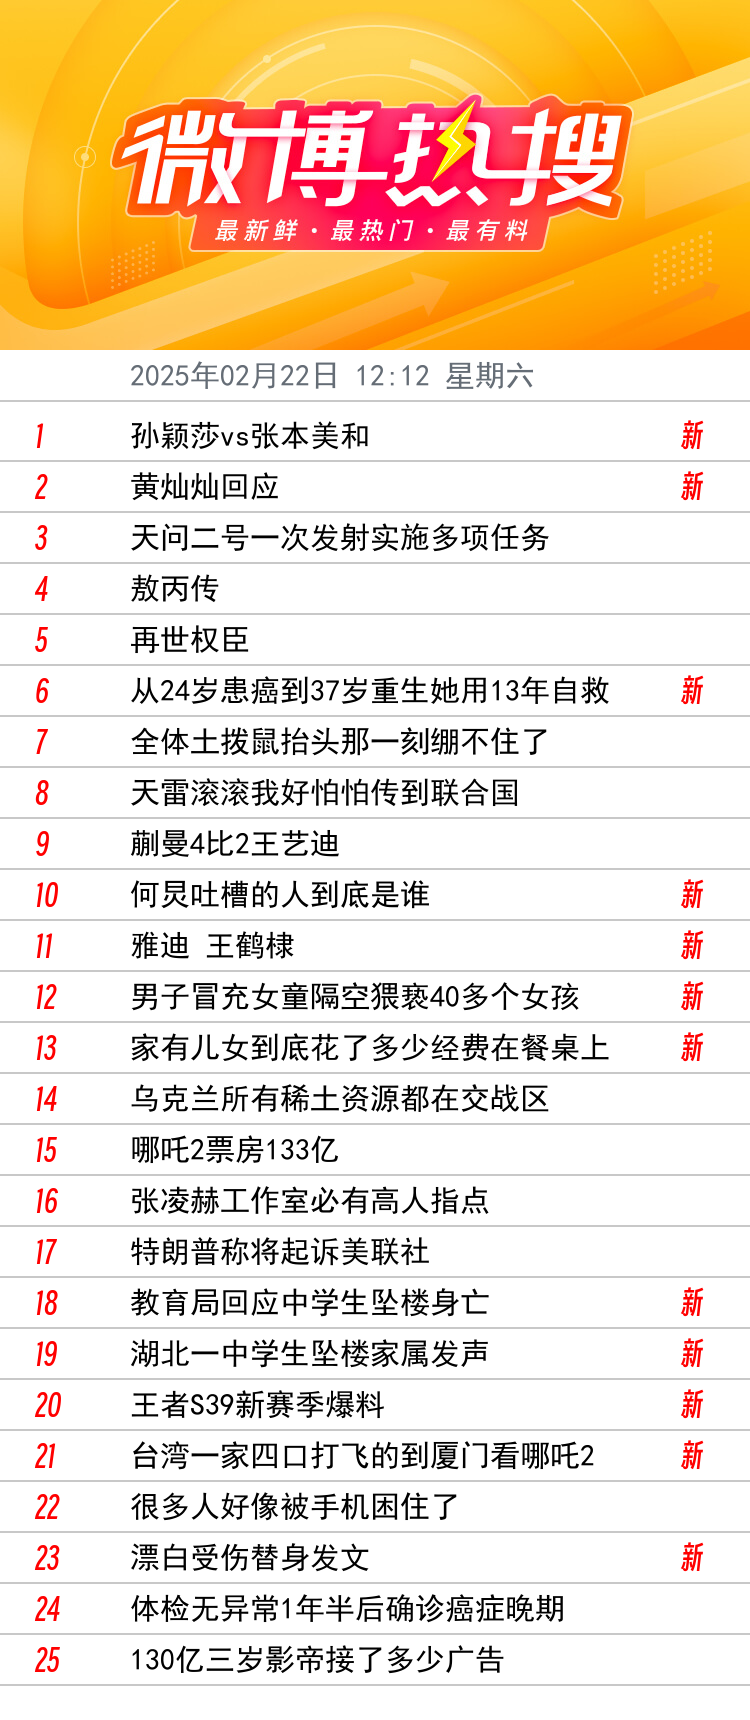 微博热搜
最新鲜·最热门·最有料
2025年02月22日 12:12 星期六
1 孙颖莎vs张本美和 新
2 黄灿灿回应 新
3 天问二号一次发射实施多项任务
4 敖丙传
5 再世权臣
6 从24岁患癌到37岁重生她用13年自救 新
7 全体土拨鼠抬头那一刻绷不住了
8 天雷滚滚我好怕怕传到联合国
9 蒯曼4比2王艺迪
10 何炅吐槽的人到底是谁 新
11 雅迪 王鹤棣 新
12 男子冒充女童隔空猥亵40多个女孩 新
13 家有儿女到底花了多少经费在餐桌上 新
14 乌克兰所有稀土资源都在交战区
15 哪吒2票房133亿
16 张凌赫工作室必有高人指点
17 特朗普称将起诉美联社
18 教育局回应中学生坠楼身亡 新
19 湖北一中学生坠楼家属发声 新
20 王者S39新赛季爆料 新
21 台湾一家四口打飞的到厦门看哪吒2 新
22 很多人好像被手机困住了
23 漂白受伤替身发文 新
24 体检无异常1年半后确诊癌症晚期
25 130亿三岁影帝接了多少广告